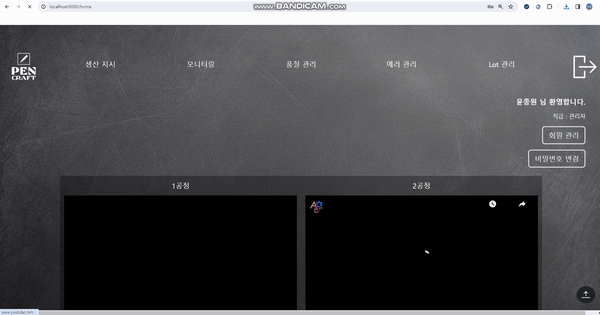 localhost:8080/home
www.BANDICAM.com
PEN
CRAFT
생산 지시
모니터링
품질 관리
에러 관리
Lot 관리
윤종원 님 환영합니다.
직급 : 관리자
회원 관리
비밀번호 변경
1공정
2공정
www.youtube.com/...